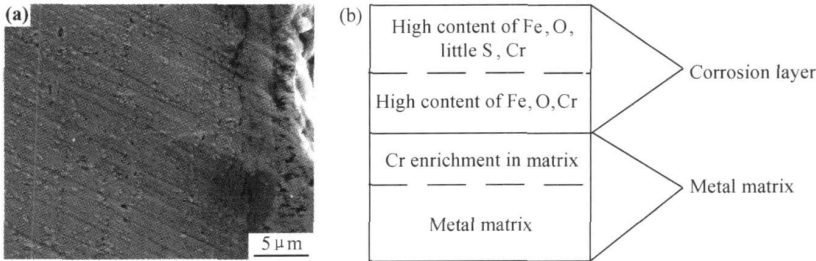 (a)
5 μm
(b)
High content of Fe, O,
little S, Cr
High content of Fe, O, Cr
Cr enrichment in matrix
Metal matrix
Corrosion layer
Metal matrix